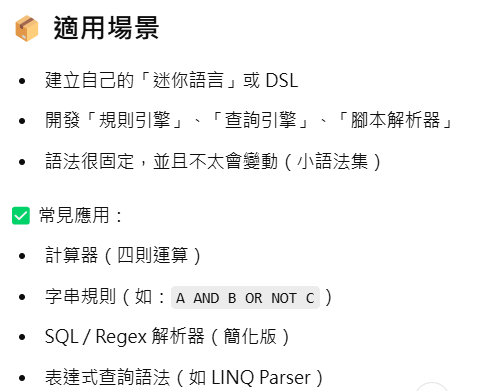 📦 適用場景
• 建立自己的「迷你語言」或 DSL
• 開發「規則引擎」、「查詢引擎」、「腳本解析器」
• 語法很固定，並且不太會變動（小語法集）
✅ 常見應用：
• 計算器（四則運算）
• 字串規則（如：A AND B OR NOT C）
• SQL / Regex 解析器（簡化版）
• 表達式查詢語法（如 LINQ Parser）